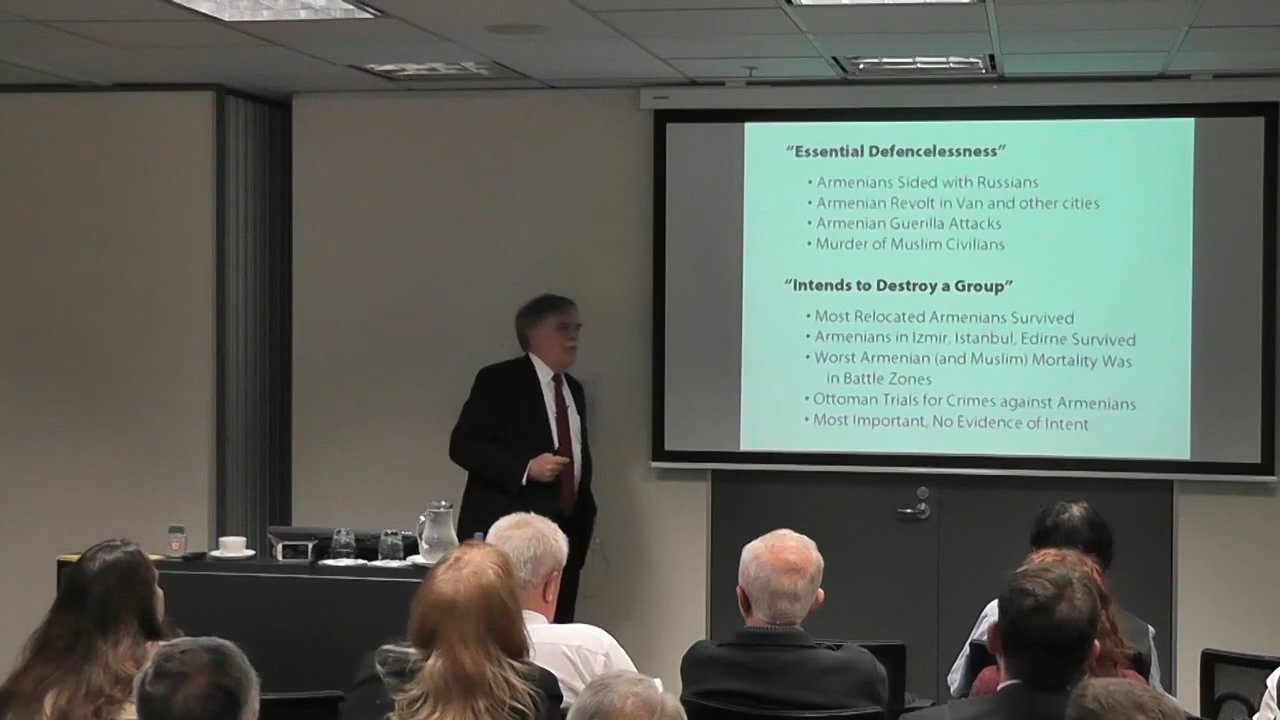 “Essential Defencelessness”
• Armenians Sided with Russians
• Armenian Revolt in Van and other cities
• Armenian Guerilla Attacks
• Murder of Muslim Civilians
“Intends to Destroy a Group”
• Most Relocated Armenians Survived
• Armenians in Izmir, Istanbul, Edirne Survived
• Worst Armenian (and Muslim) Mortality Was
in Battle Zones
• Ottoman Trials for Crimes against Armenians
• Most Important, No Evidence of Intent